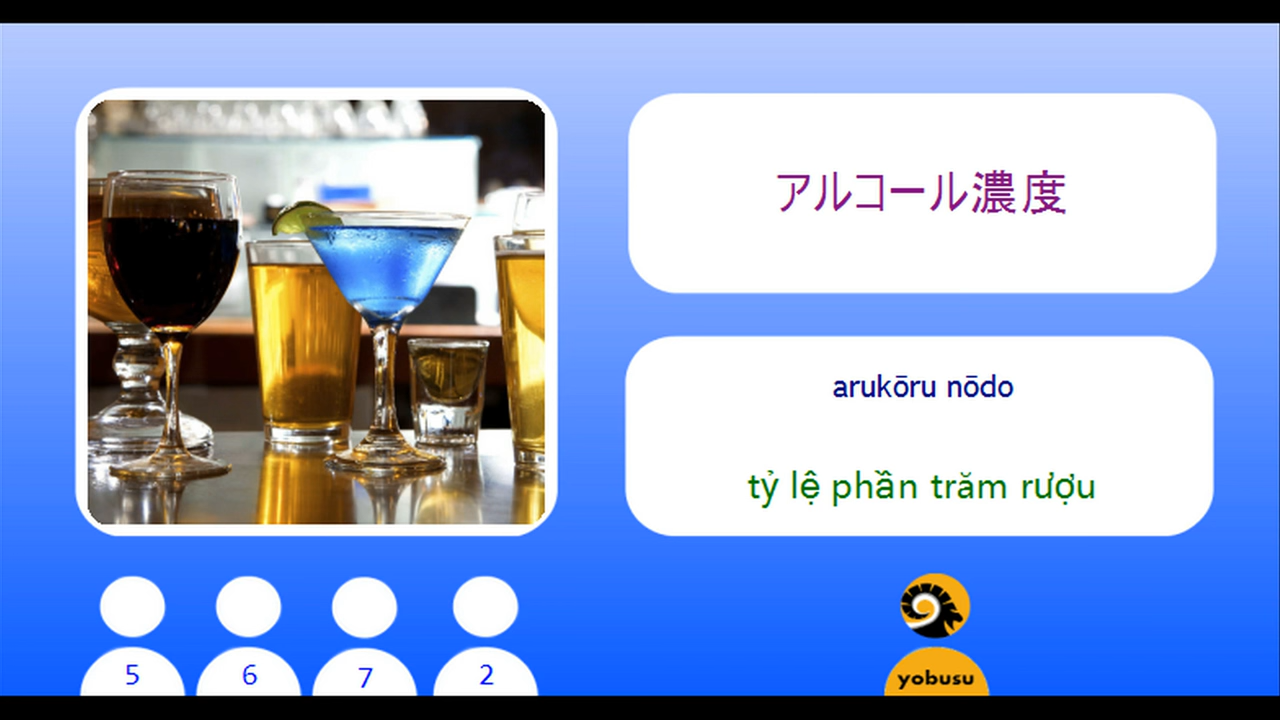 アルコール濃度
arukōru nōdo
tỷ lệ phần trăm rượu
5 6 7 2
yobusu